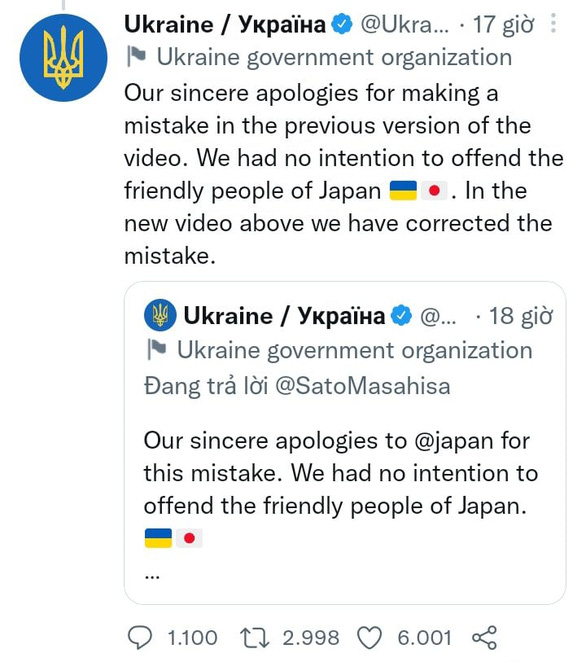 Ukraine / Україна @Ukra... · 17 giờ
Ukraine government organization
Our sincere apologies for making a
mistake in the previous version of the
video. We had no intention to offend the
friendly people of Japan 🇺🇦🇯🇵. In the
new video above we have corrected the
mistake.
Ukraine / Україна @... · 18 giờ
Ukraine government organization
Đang trả lời @SatoMasahisa
Our sincere apologies to @japan for
this mistake. We had no intention to
offend the friendly people of Japan.
🇺🇦🇯🇵
...
1.100 2.998 6.001